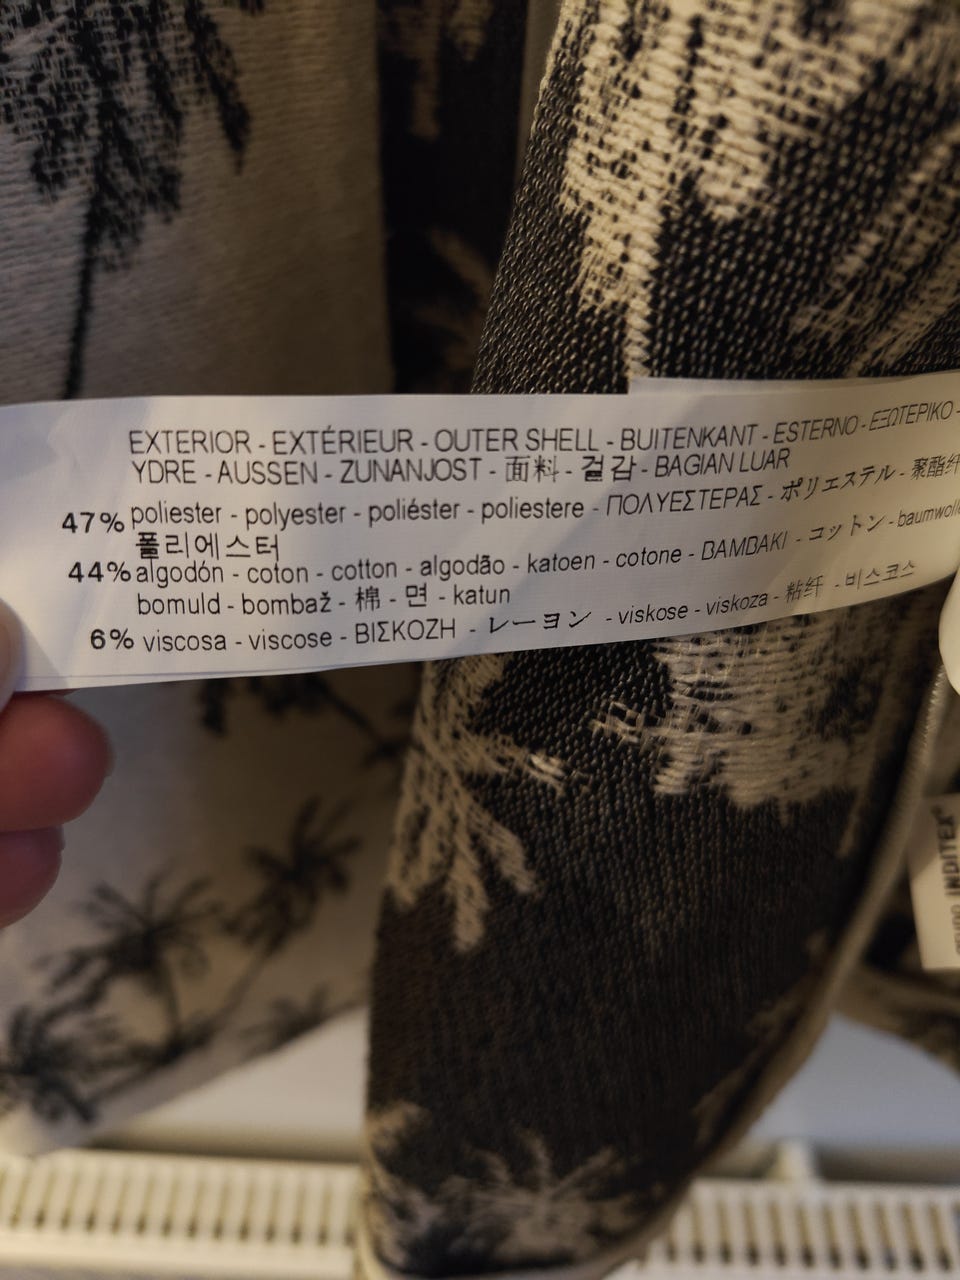 EXTERIOR - EXTÉRIEUR - OUTER SHELL - BUITENKANT - ESTERNO - ΕΞΩΤΕΡΙΚΟ -
YDRE - AUSSEN - ZUNANJOST - 面料 - 겉감 - BAGIAN LUAR
47% poliester - polyester - poliéster - poliestere - ΠΟΛΥΕΣΤΕΡΑΣ - ポリエステル - 聚酯纤
폴리에스터
44% algodón - coton - cotton - algodão - katoen - cotone - ΒΑΜΒΑΚΙ - コットン - baumwolle
bomuld - bombaž - 棉 - 면 - katun
6% viscosa - viscose - ΒΙΣΚΟΖΗ - レーヨン - viskose - viskoza - 粘纤 - 비스코스
INDITEX